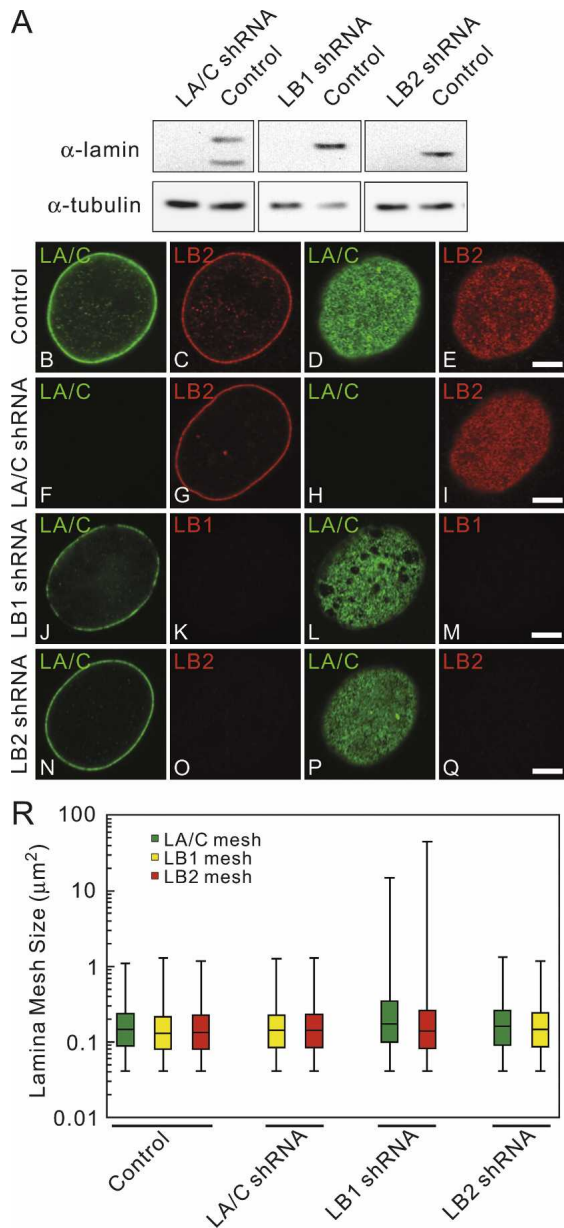 A
LA/C shRNA
Control
LB1 shRNA
Control
LB2 shRNA
Control
α-lamin
α-tubulin
Control
LA/C
B
LB2
C
LA/C
D
LB2
E
LA/C shRNA
LA/C
F
LB2
G
LA/C
H
LB2
I
LB1 shRNA
LA/C
J
LB1
K
LA/C
L
LB1
M
LB2 shRNA
LA/C
N
LB2
O
LA/C
P
LB2
Q
R
Lamina Mesh Size (μm²)
100
10
1
0.1
0.01
LA/C mesh
LB1 mesh
LB2 mesh
Control
LA/C shRNA
LB1 shRNA
LB2 shRNA